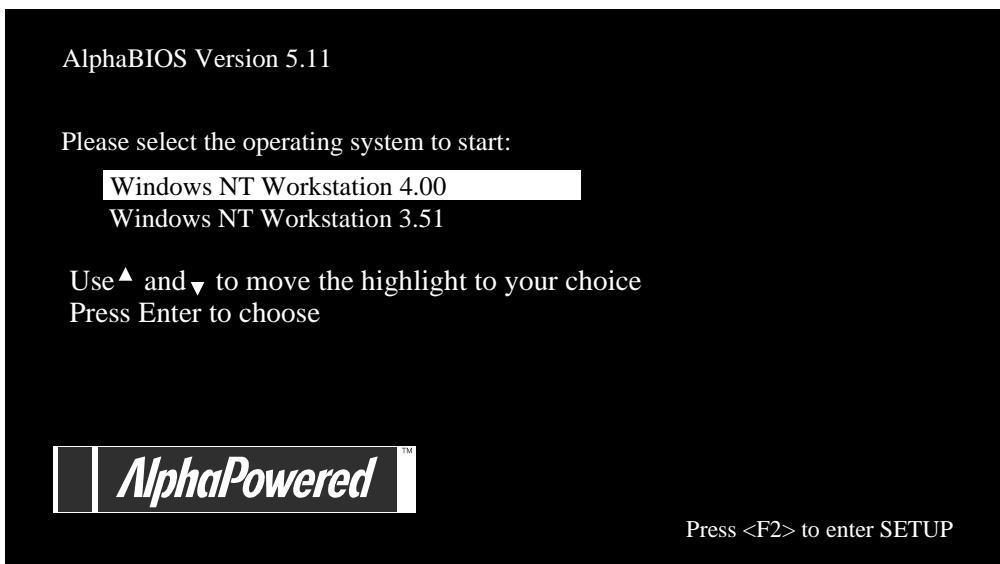 AlphaBIOS Version 5.11
Please select the operating system to start:
Windows NT Workstation 4.00
Windows NT Workstation 3.51
Use ▲ and ▼ to move the highlight to your choice
Press Enter to choose
AlphaPowered ™
Press <F2> to enter SETUP